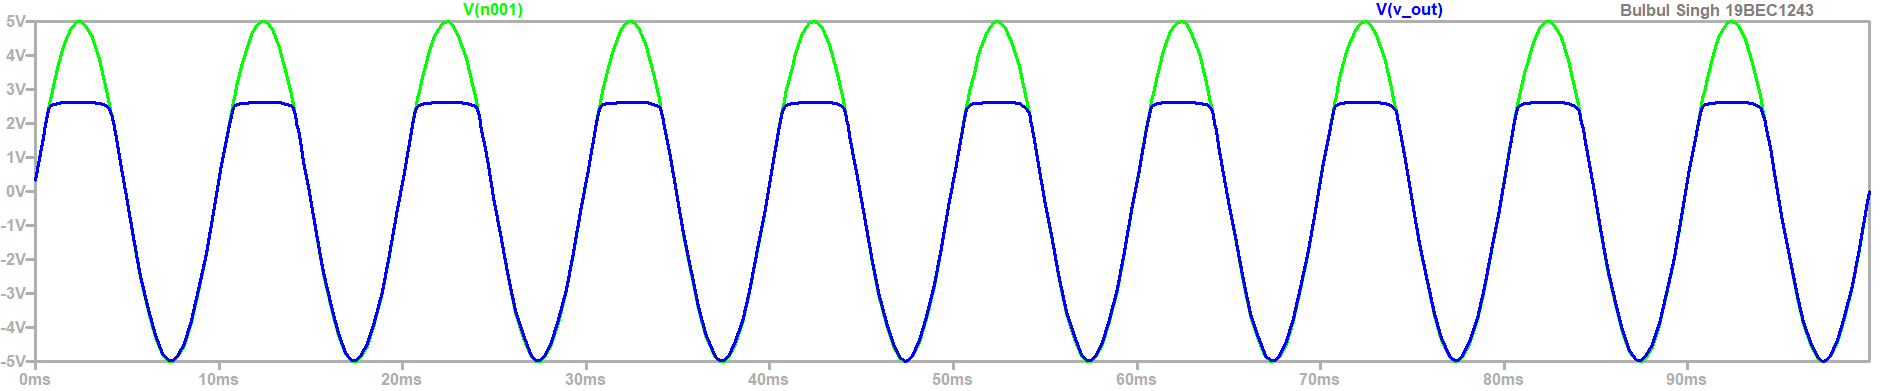 V(n001) V(v_out) Bulbul Singh 19BEC1243
5V
4V
3V
2V
1V
0V
-1V
-2V
-3V
-4V
-5V
0ms 10ms 20ms 30ms 40ms 50ms 60ms 70ms 80ms 90ms